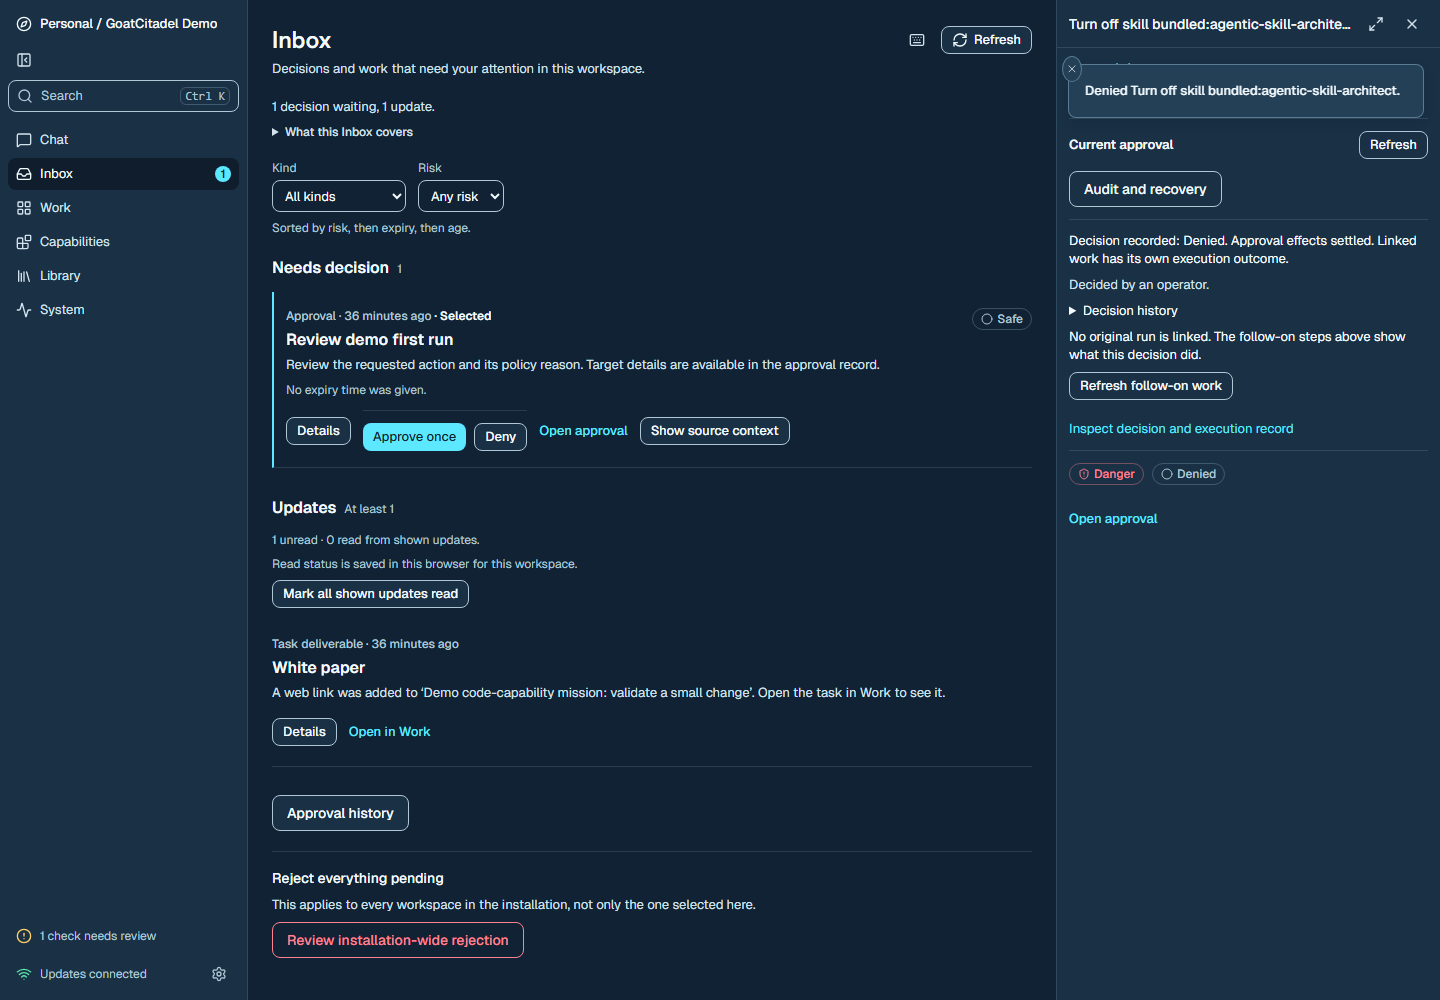 Personal / GoatCitadel Demo
Search
Ctrl K
Chat
Inbox
1
Work
Capabilities
Library
System
1 check needs review
Updates connected
Inbox
Refresh
Decisions and work that need your attention in this workspace.
1 decision waiting, 1 update.
What this Inbox covers
Kind
Risk
All kinds
Any risk
Sorted by risk, then expiry, then age.
Needs decision 1
Approval · 36 minutes ago · Selected
Safe
Review demo first run
Review the requested action and its policy reason. Target details are available in the approval record.
No expiry time was given.
Details
Approve once
Deny
Open approval
Show source context
Updates At least 1
1 unread · 0 read from shown updates.
Read status is saved in this browser for this workspace.
Mark all shown updates read
Task deliverable · 36 minutes ago
White paper
A web link was added to ‘Demo code-capability mission: validate a small change’. Open the task in Work to see it.
Details
Open in Work
Approval history
Reject everything pending
This applies to every workspace in the installation, not only the one selected here.
Review installation-wide rejection
Turn off skill bundled:agentic-skill-archite...
Denied Turn off skill bundled:agentic-skill-architect.
Current approval
Refresh
Audit and recovery
Decision recorded: Denied. Approval effects settled. Linked
work has its own execution outcome.
Decided by an operator.
Decision history
No original run is linked. The follow-on steps above show
what this decision did.
Refresh follow-on work
Inspect decision and execution record
Danger
Denied
Open approval